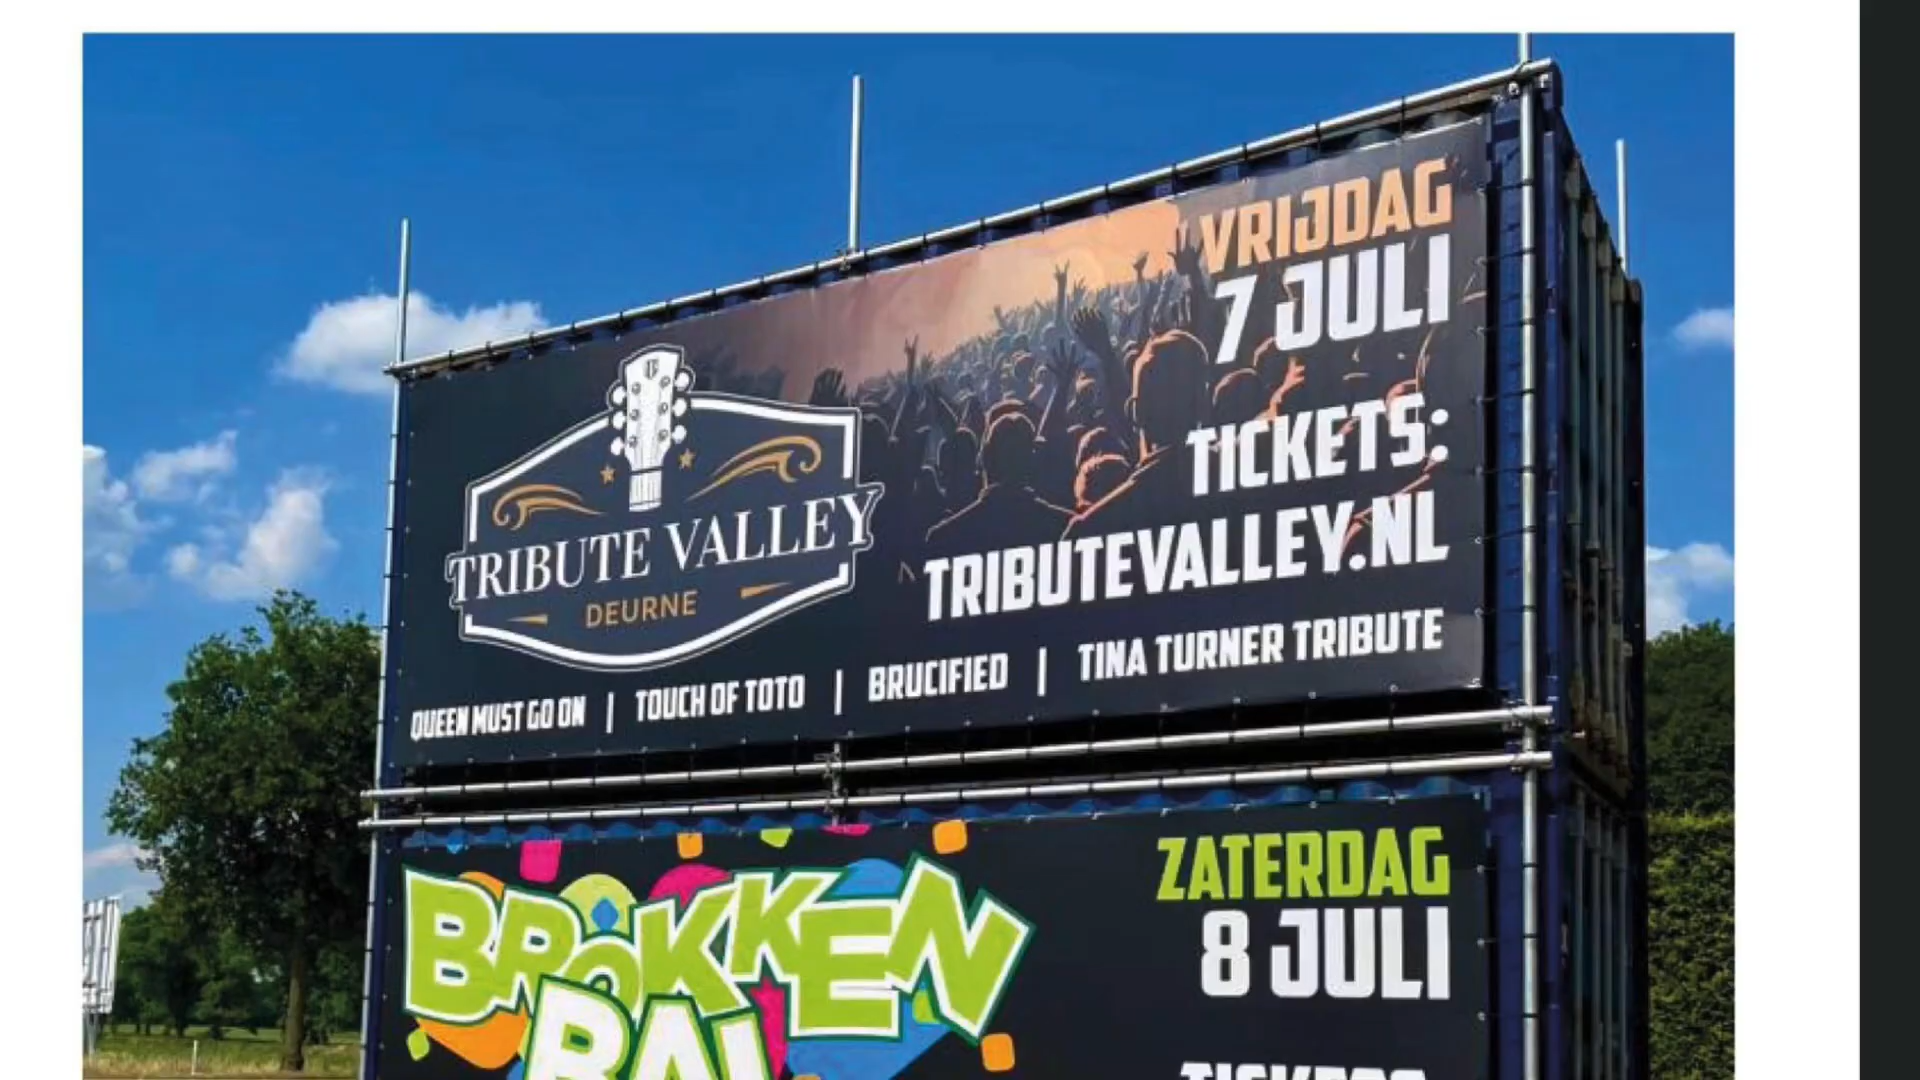 VRIJDAG
7 JULI
TICKETS:
TRIBUTEVALLEY.NL
TRIBUTE VALLEY
DEURNE
QUEEN MUST GO ON | TOUCH OF TOTO | BRUCIFIED | TINA TURNER TRIBUTE
ZATERDAG
8 JULI
BROKKEN
BAL